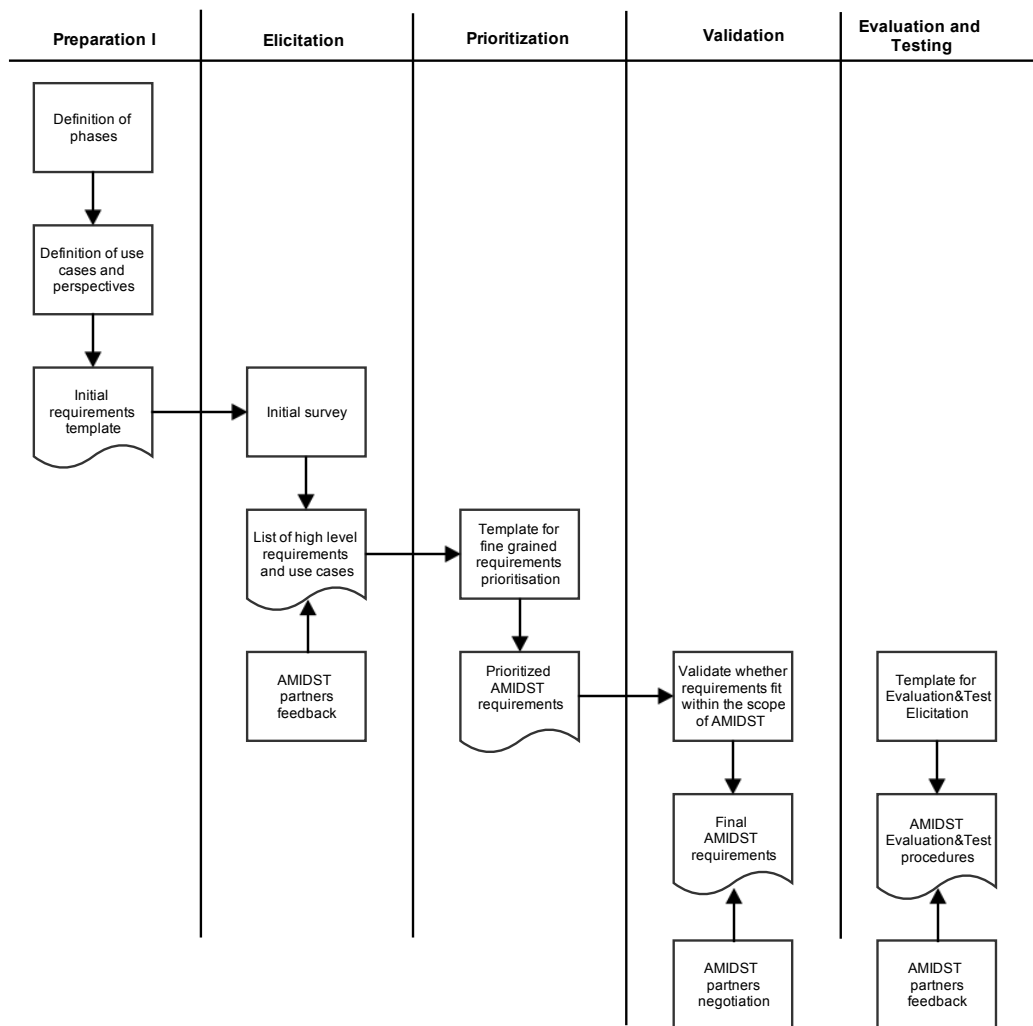 Preparation I
Elicitation
Prioritization
Validation
Evaluation and
Testing
Definition of
phases
Definition of use
cases and
perspectives
Initial
requirements
template
Initial survey
List of high level
requirements
and use cases
AMIDST
partners
feedback
Template for
fine grained
requirements
prioritisation
Prioritized
AMIDST
requirements
Validate whether
requirements fit
within the scope
of AMIDST
Final
AMIDST
requirements
AMIDST
partners
negotiation
Template for
Evaluation&Test
Elicitation
AMIDST
Evaluation&Test
procedures
AMIDST
partners
feedback